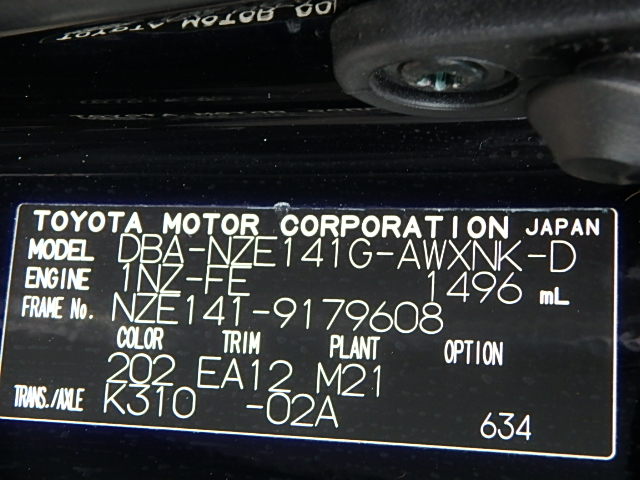 TOYOTA MOTOR CORPORATION JAPAN
MODEL DBA-NZE141G-AWXNK-D
ENGINE 1NZ-FE 1496 mL
FRAME No. NZE141-9179608
COLOR TRIM PLANT OPTION
202 EA12 M21
TRANS./AXLE K310 -02A 634